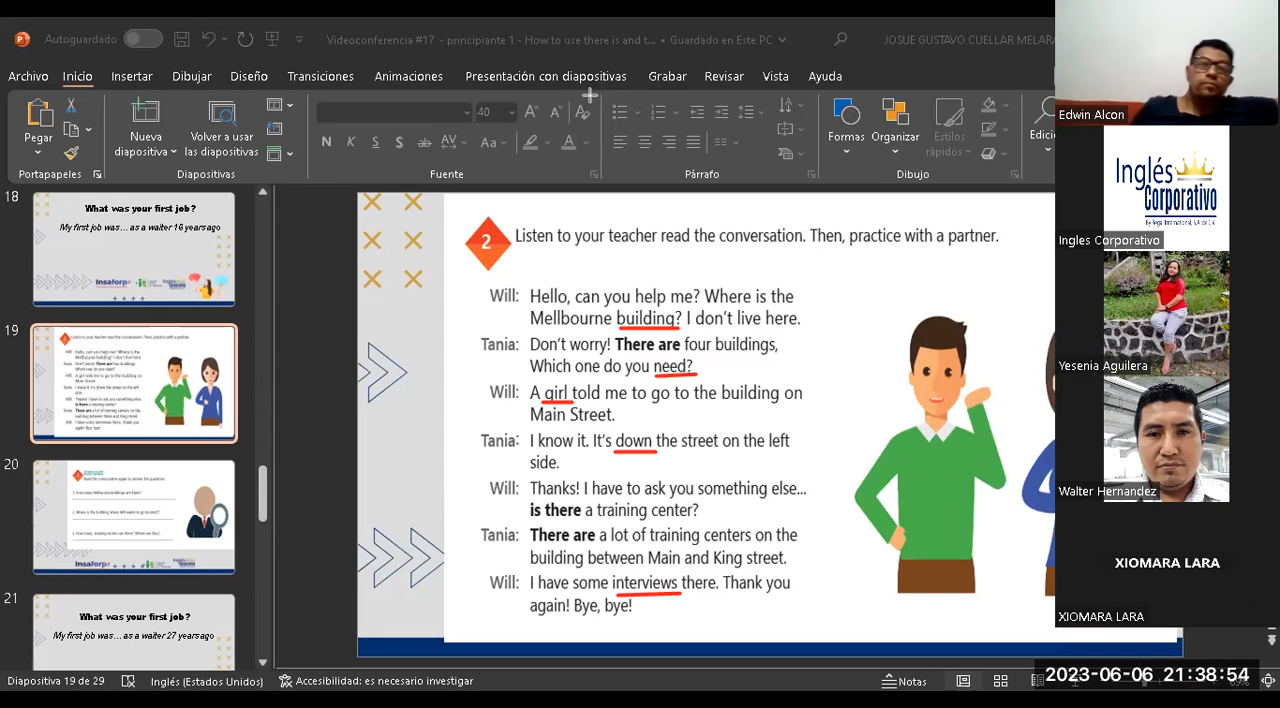 Autoguardado
Videoconferencia #17 - principiante 1 - How to use there is and t... • Guardado en Este PC
JOSUE GUSTAVO CUELLAR MELARA
Archivo Inicio Insertar Dibujar Diseño Transiciones Animaciones Presentación con diapositivas Grabar Revisar Vista Ayuda
Pegar
Nueva diapositiva
Volver a usar las diapositivas
40
N K S S ab AV Aa A
Formas Organizar Estilos rápidos Edici
Portapapeles Diapositivas Fuente Párrafo Dibujo
18
What was your first job?
My first job was... as a waiter 16 years ago
Insaforp
19
20
21
What was your first job?
My first job was... as a waiter 27 years ago
2 Listen to your teacher read the conversation. Then, practice with a partner.
Will: Hello, can you help me? Where is the
Mellbourne building? I don't live here.
Tania: Don't worry! There are four buildings,
Which one do you need?
Will: A girl told me to go to the building on
Main Street.
Tania: I know it. It's down the street on the left
side.
Will: Thanks! I have to ask you something else...
is there a training center?
Tania: There are a lot of training centers on the
building between Main and King street.
Will: I have some interviews there. Thank you
again! Bye, bye!
Edwin Alcon
Inglés
Corporativo
Ingles Corporativo
Yesenia Aguilera
Walter Hernandez
XIOMARA LARA
XIOMARA LARA
Diapositiva 19 de 29 Inglés (Estados Unidos) Accesibilidad: es necesario investigar Notas
2023-06-06 21:38:54